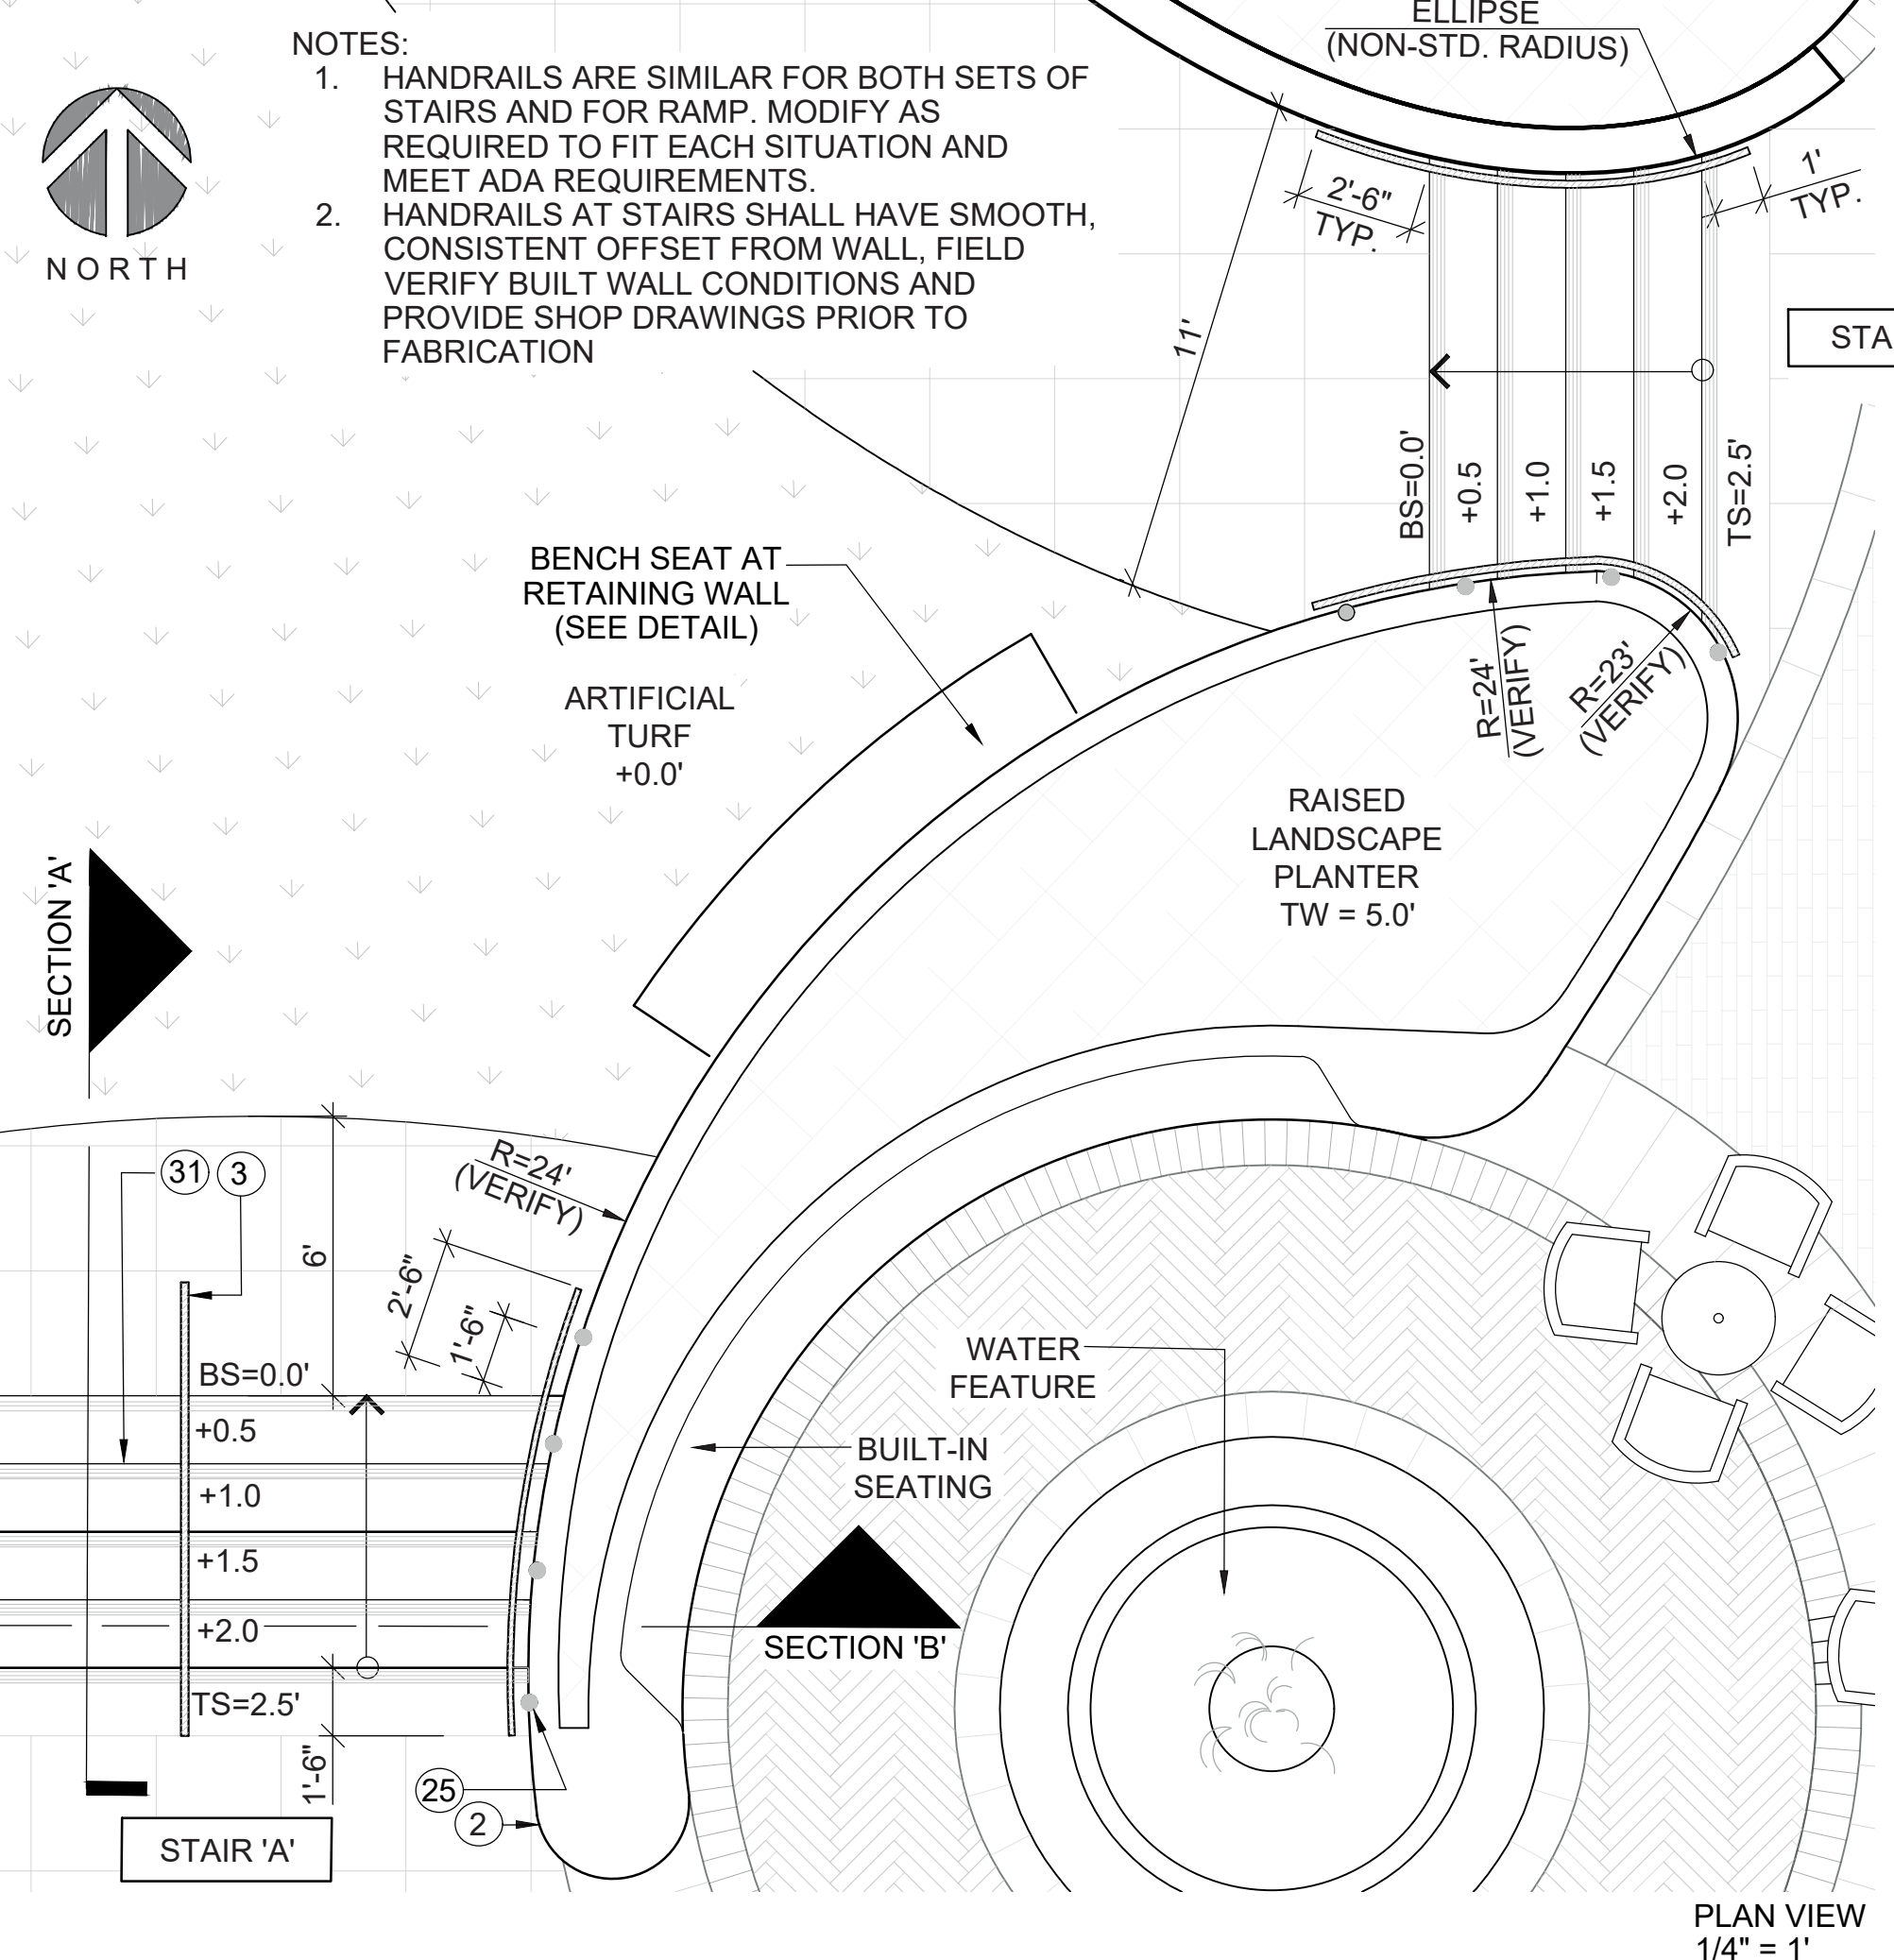 ELLIPSE
(NON-STD. RADIUS)
NOTES:
1. HANDRAILS ARE SIMILAR FOR BOTH SETS OF
STAIRS AND FOR RAMP. MODIFY AS
REQUIRED TO FIT EACH SITUATION AND
MEET ADA REQUIREMENTS.
2. HANDRAILS AT STAIRS SHALL HAVE SMOOTH,
CONSISTENT OFFSET FROM WALL, FIELD
VERIFY BUILT WALL CONDITIONS AND
PROVIDE SHOP DRAWINGS PRIOR TO
FABRICATION
NORTH
2'-6"
TYP.
1'
TYP.
11'
STA
BS=0.0'
+0.5
+1.0
+1.5
+2.0
TS=2.5'
BENCH SEAT AT
RETAINING WALL
(SEE DETAIL)
ARTIFICIAL
TURF
+0.0'
R=24'
(VERIFY)
R=23'
(VERIFY)
RAISED
LANDSCAPE
PLANTER
TW = 5.0'
SECTION 'A'
31
3
R=24'
(VERIFY)
6'
2'-6"
1'-6"
BS=0.0'
+0.5
+1.0
+1.5
+2.0
TS=2.5'
1'-6"
WATER
FEATURE
BUILT-IN
SEATING
SECTION 'B'
25
2
STAIR 'A'
PLAN VIEW
1/4" = 1'